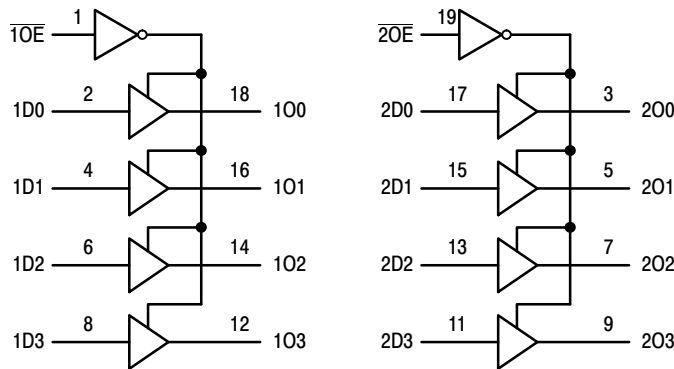 1OE 1 2OE 19
1D0 2 18 1O0 2D0 17 3 2O0
1D1 4 16 1O1 2D1 15 5 2O1
1D2 6 14 1O2 2D2 13 7 2O2
1D3 8 12 1O3 2D3 11 9 2O3